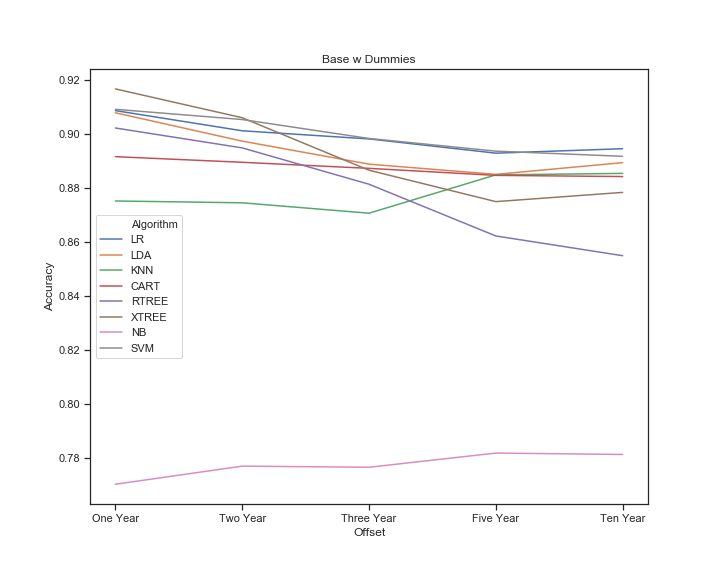 Base w Dummies
0.92
0.90
0.88
0.86
0.84
0.82
0.80
0.78
Accuracy
Algorithm
LR
LDA
KNN
CART
RTREE
XTREE
NB
SVM
One Year
Two Year
Three Year
Five Year
Ten Year
Offset